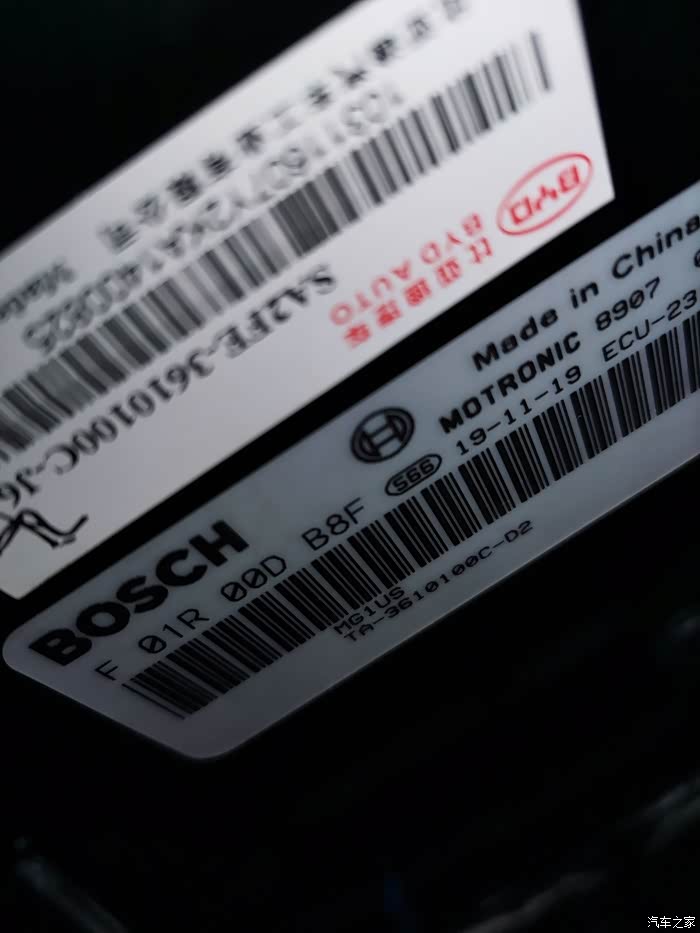 SA2FE-3610100C-J6
BYD
比亚迪汽车
BYD AUTO
BOSCH
Made in China
MOTRONIC 8907
F 01R 00D B8F
566
19-11-19 ECU-23
MG1US
TA-3610100C-D2
汽车之家